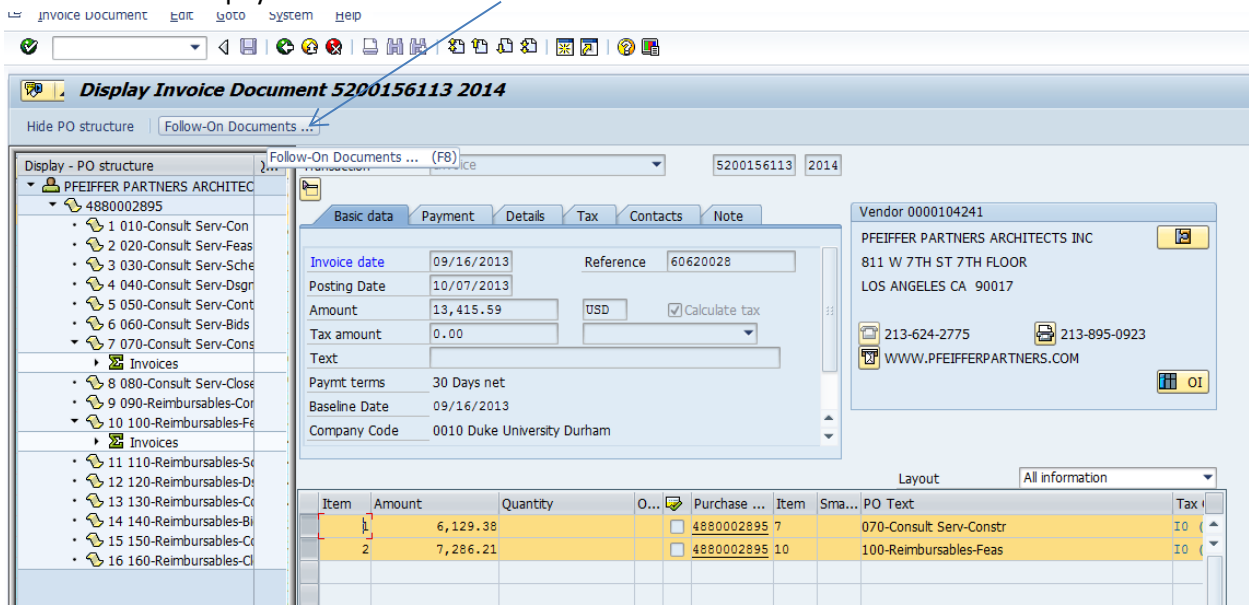 Invoice Document Edit Goto System Help
Display Invoice Document 5200156113 2014
Hide PO structure Follow-On Documents ...
Follow-On Documents ... (F8)
Display - PO structure
PFEIFFER PARTNERS ARCHITEC
4880002895
1 010-Consult Serv-Con
2 020-Consult Serv-Feas
3 030-Consult Serv-Sche
4 040-Consult Serv-Dsgn
5 050-Consult Serv-Cont
6 060-Consult Serv-Bids
7 070-Consult Serv-Cons
Invoices
8 080-Consult Serv-Close
9 090-Reimbursables-Cor
10 100-Reimbursables-Fe
Invoices
11 110-Reimbursables-Sc
12 120-Reimbursables-Ds
13 130-Reimbursables-Co
14 140-Reimbursables-Bi
15 150-Reimbursables-Co
16 160-Reimbursables-Cl
5200156113 2014
Basic data Payment Details Tax Contacts Note
Invoice date 09/16/2013 Reference 60620028
Posting Date 10/07/2013
Amount 13,415.59 USD Calculate tax
Tax amount 0.00
Text
Paymt terms 30 Days net
Baseline Date 09/16/2013
Company Code 0010 Duke University Durham
Vendor 0000104241
PFEIFFER PARTNERS ARCHITECTS INC
811 W 7TH ST 7TH FLOOR
LOS ANGELES CA 90017
213-624-2775 213-895-0923
WWW.PFEIFFERPARTNERS.COM
OI
Layout All information
Item Amount Quantity O... Purchase ... Item Sma... PO Text Tax
1 6,129.38 4880002895 7 070-Consult Serv-Constr I0 (
2 7,286.21 4880002895 10 100-Reimbursables-Feas I0 (